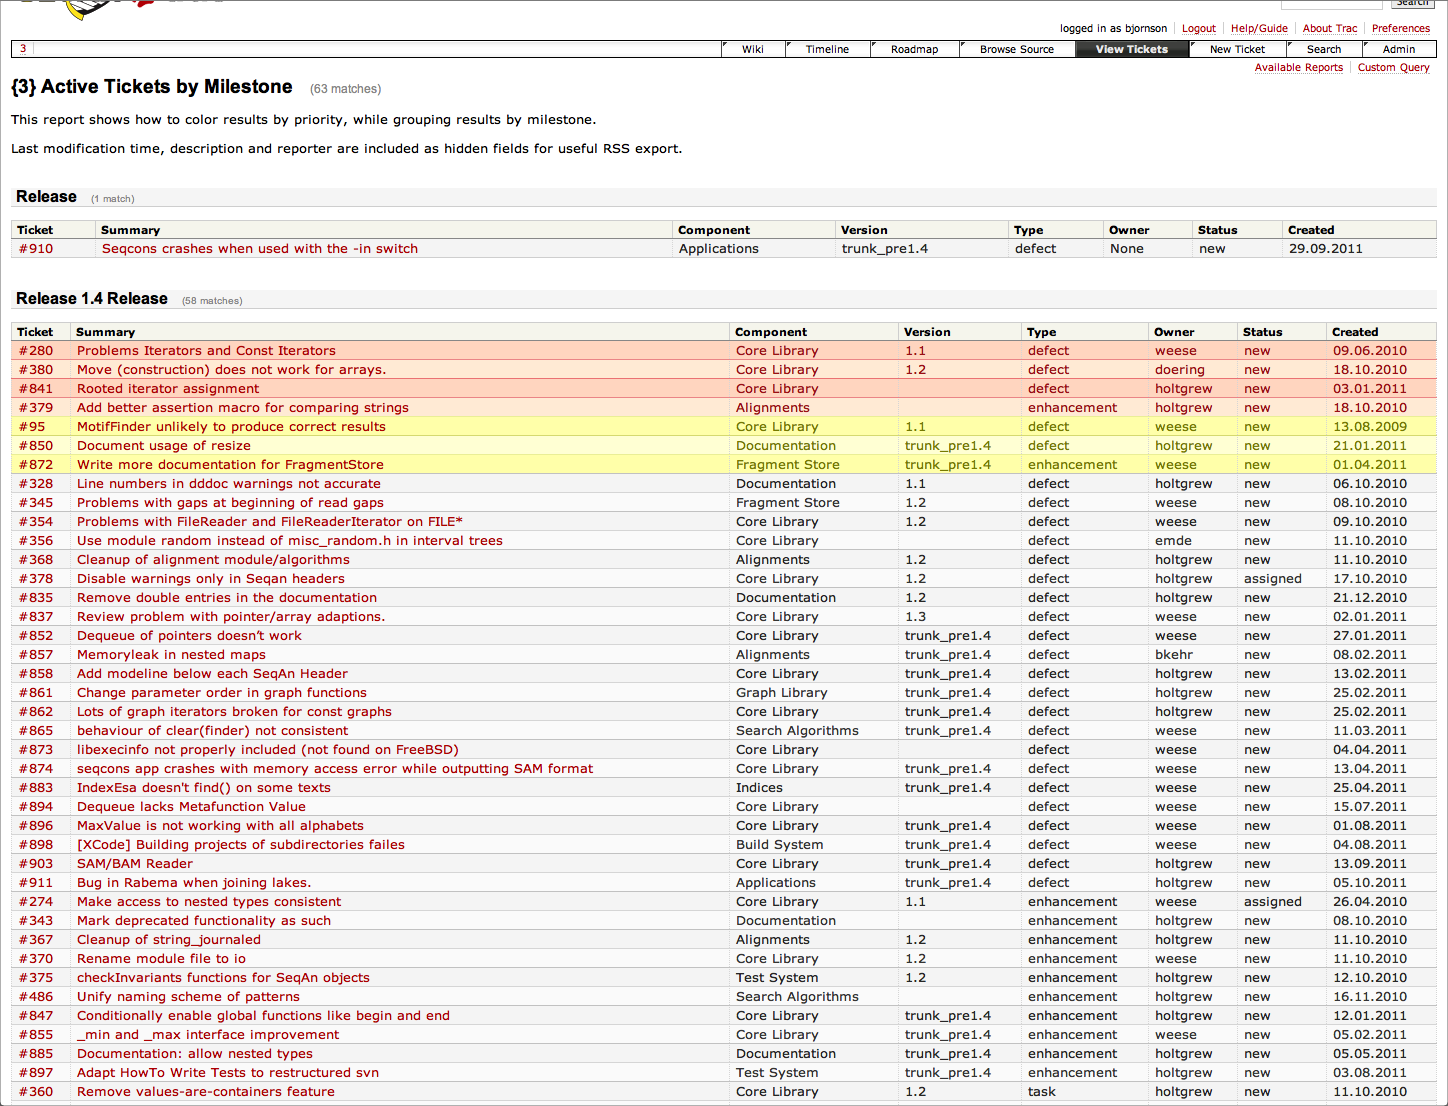 Search
logged in as bjornson Logout Help/Guide About Trac Preferences
3 Wiki Timeline Roadmap Browse Source View Tickets New Ticket Search Admin
Available Reports Custom Query
{3} Active Tickets by Milestone (63 matches)
This report shows how to color results by priority, while grouping results by milestone.
Last modification time, description and reporter are included as hidden fields for useful RSS export.
Release (1 match)
Ticket Summary Component Version Type Owner Status Created
#910 Seqcons crashes when used with the -in switch Applications trunk_pre1.4 defect None new 29.09.2011
Release 1.4 Release (58 matches)
Ticket Summary Component Version Type Owner Status Created
#280 Problems Iterators and Const Iterators Core Library 1.1 defect weese new 09.06.2010
#380 Move (construction) does not work for arrays. Core Library 1.2 defect doering new 18.10.2010
#841 Rooted iterator assignment Core Library defect holtgrew new 03.01.2011
#379 Add better assertion macro for comparing strings Alignments enhancement holtgrew new 18.10.2010
#95 MotifFinder unlikely to produce correct results Core Library 1.1 defect weese new 13.08.2009
#850 Document usage of resize Documentation trunk_pre1.4 defect holtgrew new 21.01.2011
#872 Write more documentation for FragmentStore Fragment Store trunk_pre1.4 enhancement weese new 01.04.2011
#328 Line numbers in dddoc warnings not accurate Documentation 1.1 defect holtgrew new 06.10.2010
#345 Problems with gaps at beginning of read gaps Fragment Store 1.2 defect weese new 08.10.2010
#354 Problems with FileReader and FileReaderIterator on FILE* Core Library 1.2 defect weese new 09.10.2010
#356 Use module random instead of misc_random.h in interval trees Core Library defect emde new 11.10.2010
#368 Cleanup of alignment module/algorithms Alignments 1.2 defect holtgrew new 11.10.2010
#378 Disable warnings only in Seqan headers Core Library 1.2 defect holtgrew assigned 17.10.2010
#835 Remove double entries in the documentation Documentation 1.2 defect holtgrew new 21.12.2010
#837 Review problem with pointer/array adaptions. Core Library 1.3 defect weese new 02.01.2011
#852 Dequeue of pointers doesn't work Core Library trunk_pre1.4 defect weese new 27.01.2011
#857 Memoryleak in nested maps Alignments trunk_pre1.4 defect bkehr new 08.02.2011
#858 Add modeline below each SeqAn Header Core Library trunk_pre1.4 defect holtgrew new 13.02.2011
#861 Change parameter order in graph functions Graph Library trunk_pre1.4 defect holtgrew new 25.02.2011
#862 Lots of graph iterators broken for const graphs Core Library trunk_pre1.4 defect holtgrew new 25.02.2011
#865 behaviour of clear(finder) not consistent Search Algorithms trunk_pre1.4 defect weese new 11.03.2011
#873 libexecinfo not properly included (not found on FreeBSD) Core Library defect weese new 04.04.2011
#874 seqcons app crashes with memory access error while outputting SAM format Core Library trunk_pre1.4 defect weese new 13.04.2011
#883 IndexEsa doesn't find() on some texts Indices trunk_pre1.4 defect weese new 25.04.2011
#894 Dequeue lacks Metafunction Value Core Library defect weese new 15.07.2011
#896 MaxValue is not working with all alphabets Core Library trunk_pre1.4 defect weese new 01.08.2011
#898 [XCode] Building projects of subdirectories failes Build System trunk_pre1.4 defect weese new 04.08.2011
#903 SAM/BAM Reader Core Library trunk_pre1.4 defect holtgrew new 13.09.2011
#911 Bug in Rabema when joining lakes. Applications trunk_pre1.4 defect holtgrew new 05.10.2011
#274 Make access to nested types consistent Core Library 1.1 enhancement weese assigned 26.04.2010
#343 Mark deprecated functionality as such Documentation enhancement holtgrew new 08.10.2010
#367 Cleanup of string_journaled Alignments 1.2 enhancement holtgrew new 11.10.2010
#370 Rename module file to io Core Library 1.2 enhancement weese new 11.10.2010
#375 checkInvariants functions for SeqAn objects Test System 1.2 enhancement holtgrew new 12.10.2010
#486 Unify naming scheme of patterns Search Algorithms enhancement holtgrew new 16.11.2010
#847 Conditionally enable global functions like begin and end Core Library trunk_pre1.4 enhancement holtgrew new 12.01.2011
#855 _min and _max interface improvement Core Library trunk_pre1.4 enhancement weese new 05.02.2011
#885 Documentation: allow nested types Documentation trunk_pre1.4 enhancement holtgrew new 05.05.2011
#897 Adapt HowTo Write Tests to restructured svn Test System trunk_pre1.4 enhancement holtgrew new 03.08.2011
#360 Remove values-are-containers feature Core Library 1.2 task holtgrew new 11.10.2010